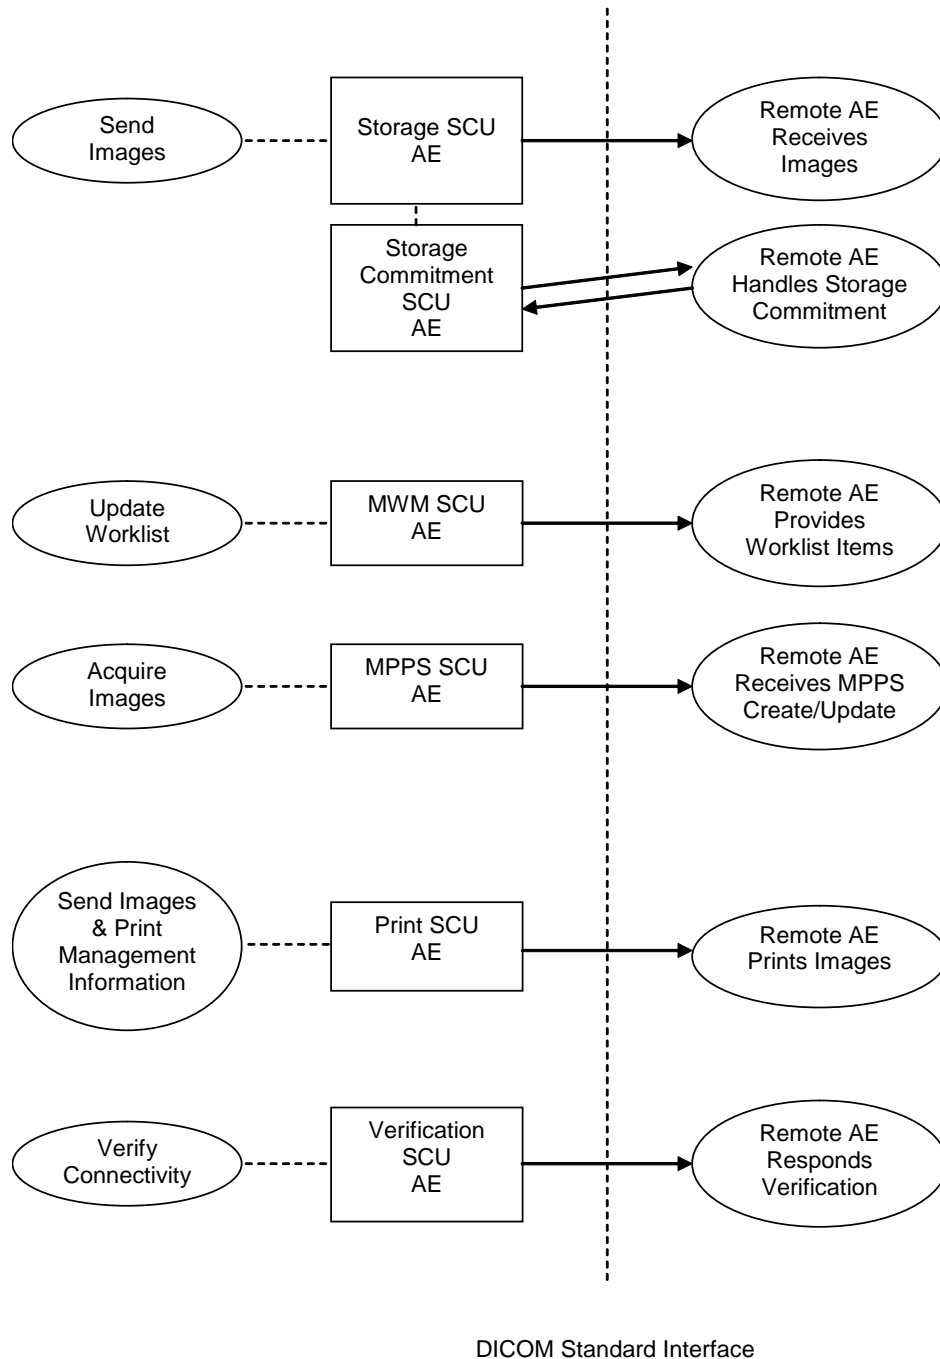 Send
Images
Storage SCU
AE
Remote AE
Receives
Images
Storage
Commitment
SCU
AE
Remote AE
Handles Storage
Commitment
Update
Worklist
MWM SCU
AE
Remote AE
Provides
Worklist Items
Acquire
Images
MPPS SCU
AE
Remote AE
Receives MPPS
Create/Update
Send Images
& Print
Management
Information
Print SCU
AE
Remote AE
Prints Images
Verify
Connectivity
Verification
SCU
AE
Remote AE
Responds
Verification
DICOM Standard Interface